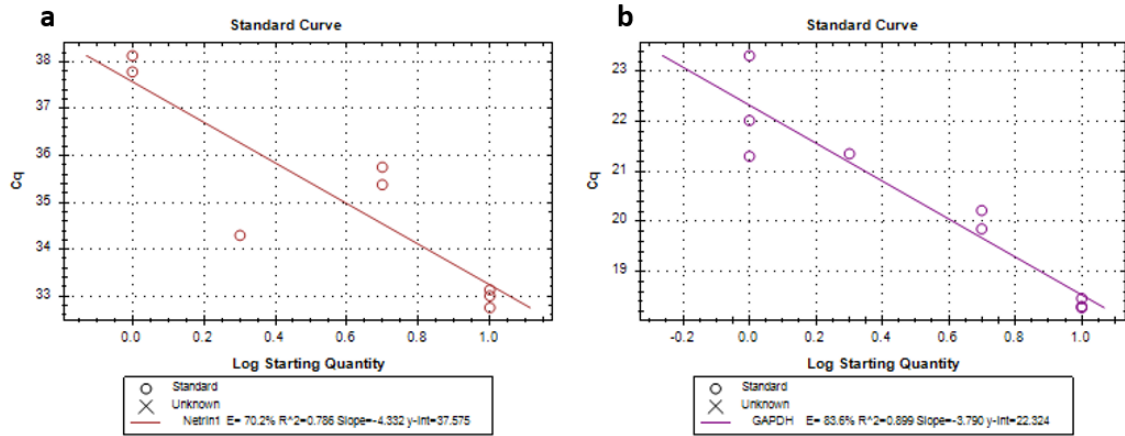 a
Standard Curve
38
37
36
35
34
33
Cq
0.0 0.2 0.4 0.6 0.8 1.0
Log Starting Quantity
Standard
Unknown
Netrin1 E= 70.2% R^2=0.786 Slope=-4.332 y-int=37.575
b
Standard Curve
23
22
21
20
19
Cq
-0.2 0.0 0.2 0.4 0.6 0.8 1.0
Log Starting Quantity
Standard
Unknown
GAPDH E= 83.6% R^2=0.899 Slope=-3.790 y-int=22.324